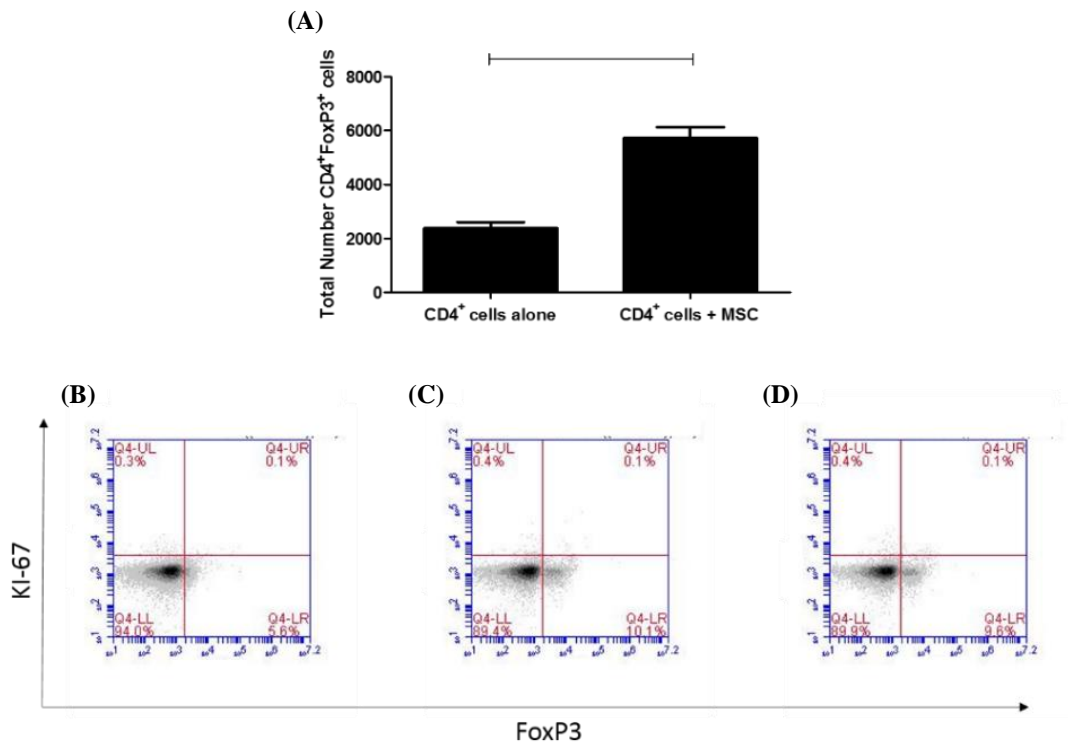 (A)
Total Number CD4⁺FoxP3⁺ cells
8000
6000
4000
2000
0
CD4⁺ cells alone
CD4⁺ cells + MSC
(B)
(C)
(D)
KI-67
Q4-UL
0.3%
Q4-UR
0.1%
Q4-LL
94.0%
Q4-LR
5.6%
Q4-UL
0.4%
Q4-UR
0.1%
Q4-LL
89.4%
Q4-LR
10.1%
Q4-UL
0.4%
Q4-UR
0.1%
Q4-LL
89.9%
Q4-LR
9.6%
FoxP3